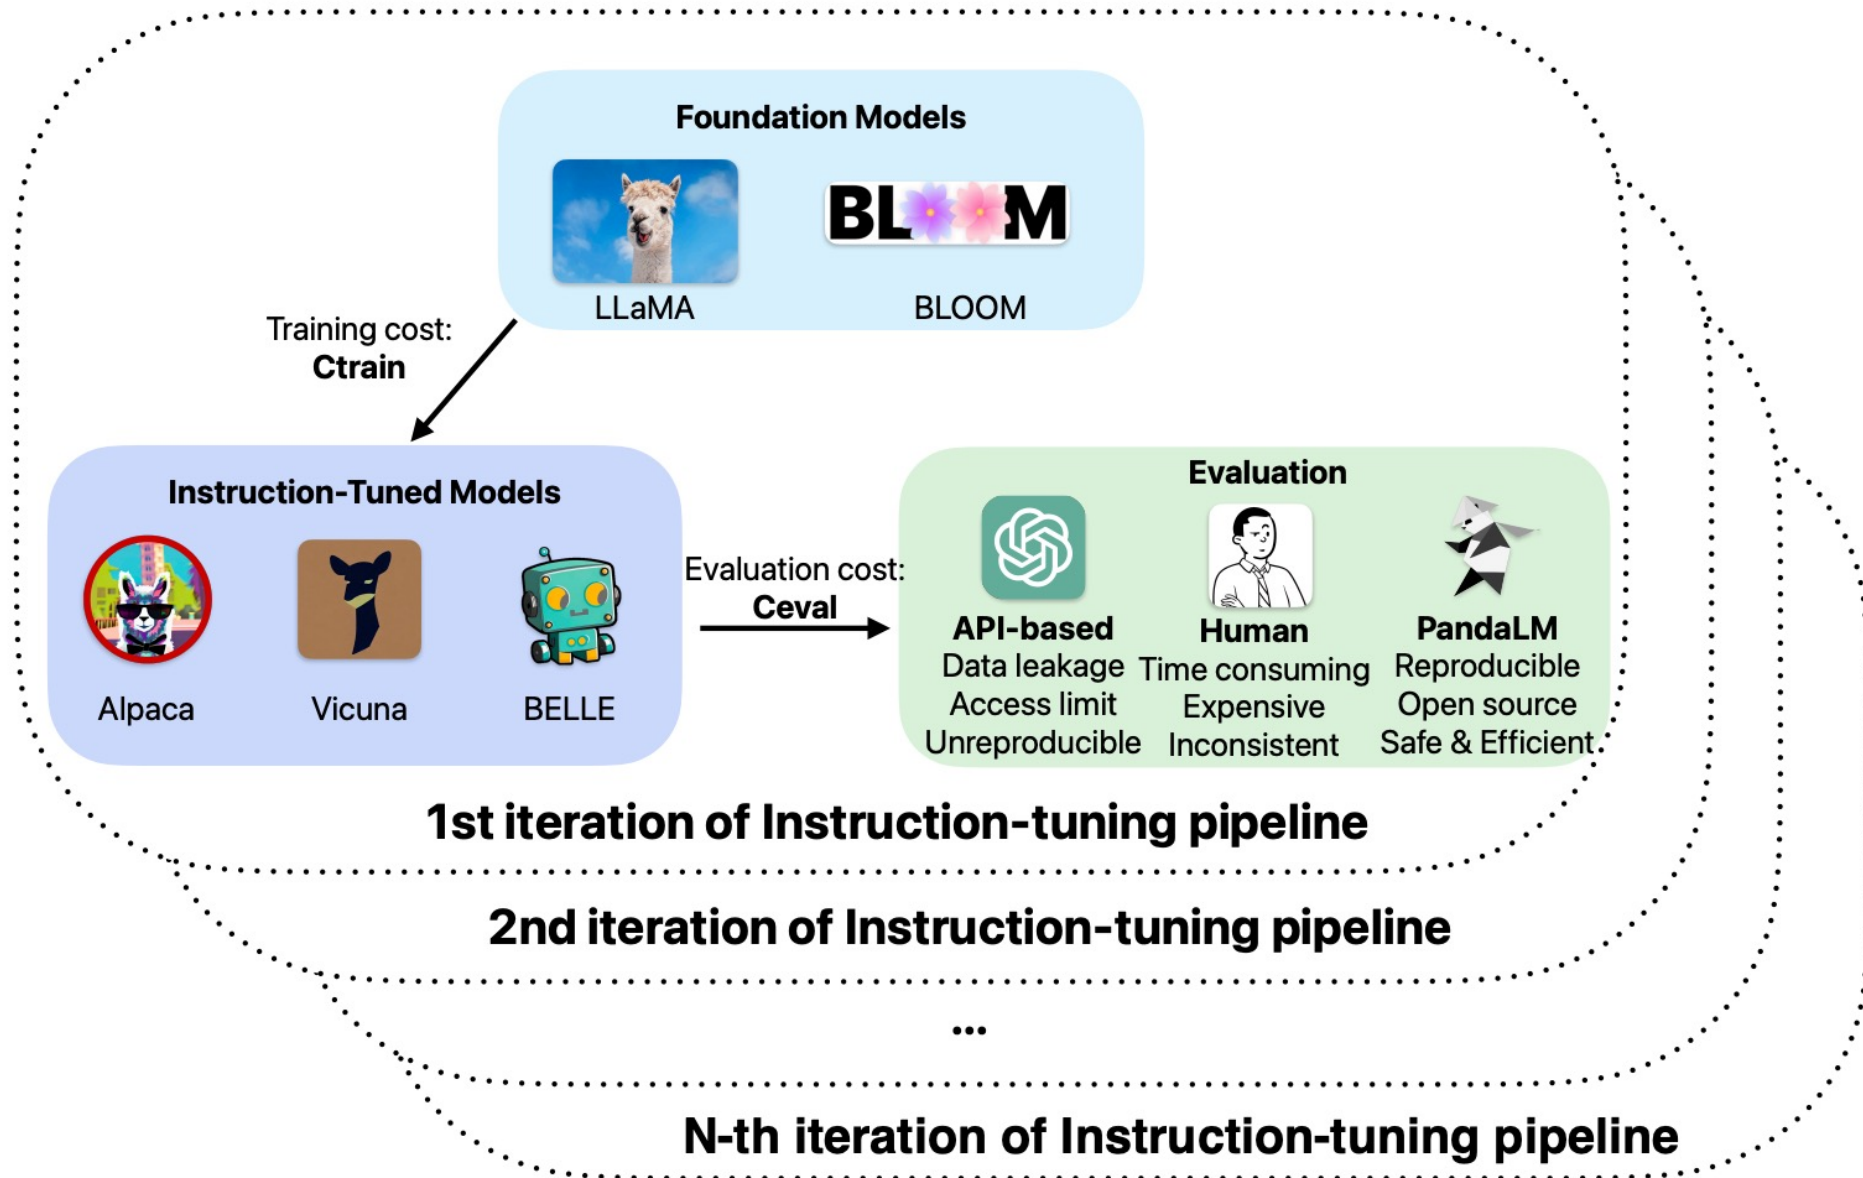 Foundation Models
BLOOM
LLaMA
BLOOM
Training cost:
Ctrain
Instruction-Tuned Models
Alpaca
Vicuna
BELLE
Evaluation cost:
Ceval
Evaluation
API-based
Data leakage
Access limit
Unreproducible
Human
Time consuming
Expensive
Inconsistent
PandaLM
Reproducible
Open source
Safe & Efficient
1st iteration of Instruction-tuning pipeline
2nd iteration of Instruction-tuning pipeline
...
N-th iteration of Instruction-tuning pipeline